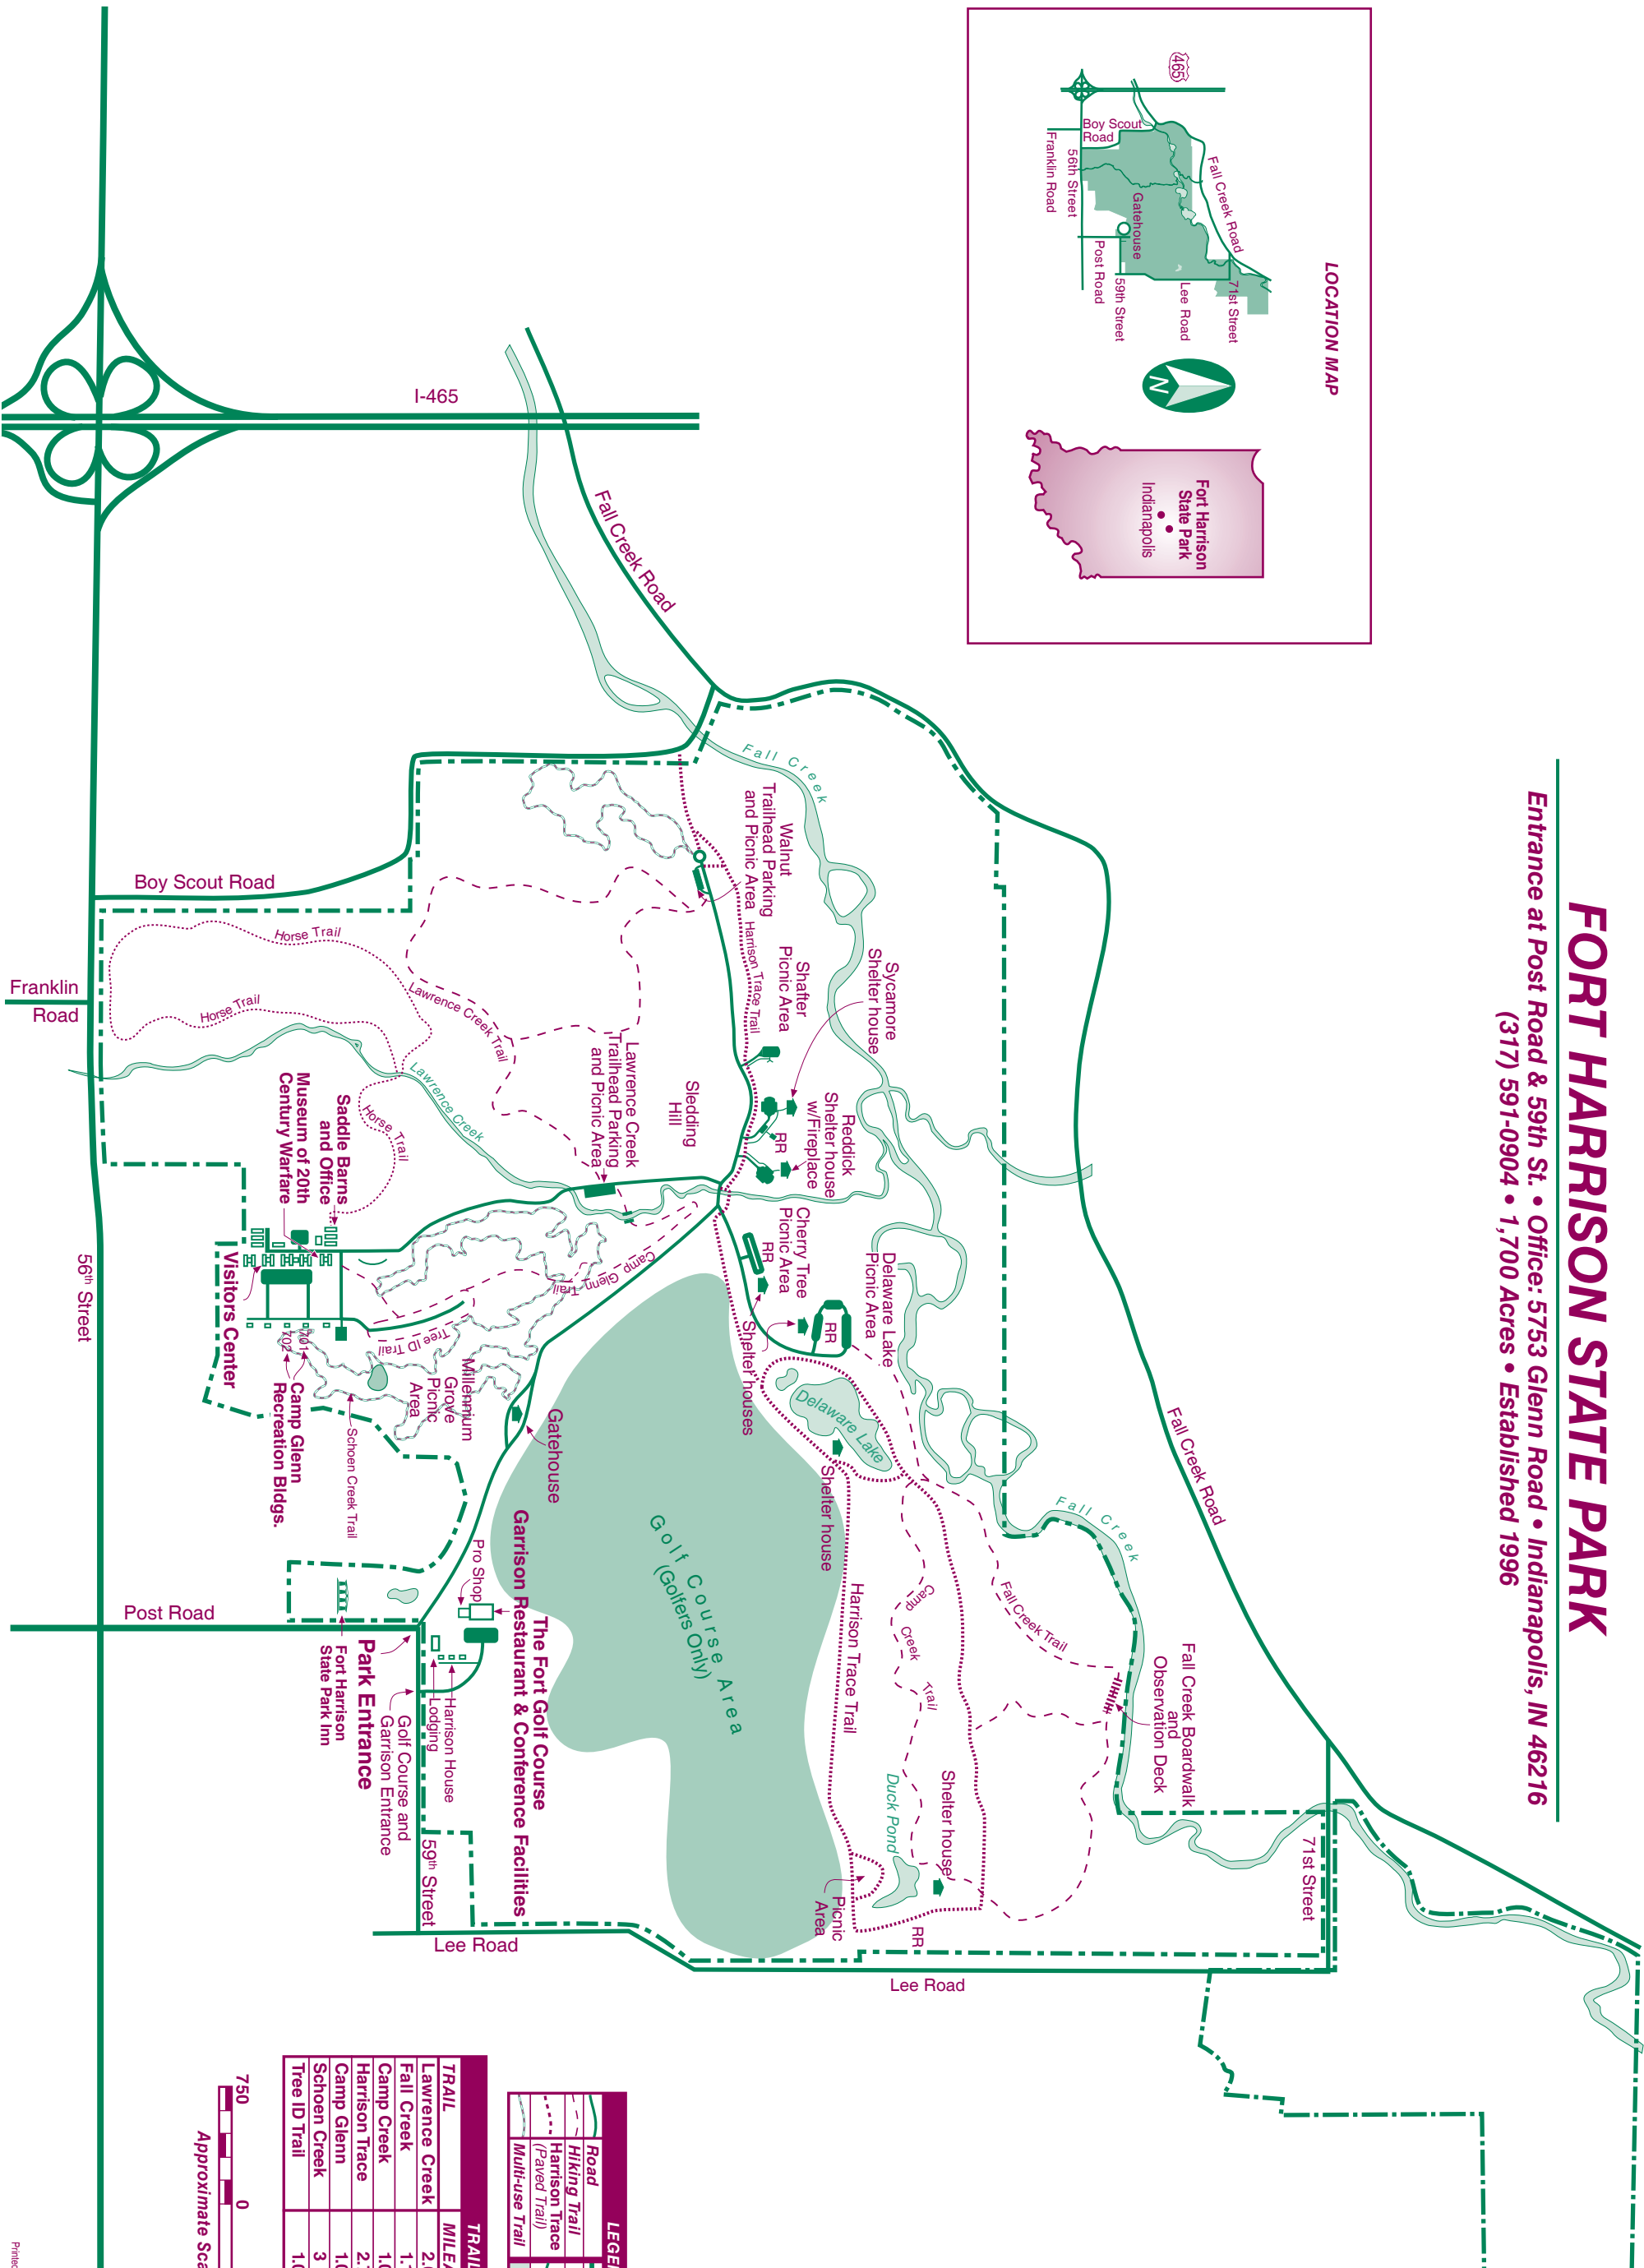 FORT HARRISON STATE PARK
Entrance at Post Road & 59th St. • Office: 5753 Glenn Road • Indianapolis, IN 46216
(317) 591-0904 • 1,700 Acres • Established 1996
LOCATION MAP
465
Boy Scout
Road
Fall Creek Road
56th Street
Franklin Road
Gatehouse
Post Road
59th Street
Lee Road
71st Street
N
Fort Harrison
State Park
Indianapolis
I-465
Fall Creek Road
Fall Creek
Walnut
Trailhead Parking
and Picnic Area
Harrison Trace Trail
Shafter
Picnic Area
Sycamore
Shelter house
Reddick
Shelter house
w/Fireplace
RR
Boy Scout Road
Horse Trail
Horse Trail
Franklin
Road
Lawrence Creek Trail
Lawrence Creek
Lawrence Creek
Trailhead Parking
and Picnic Area
Sledding
Hill
Horse Trail
Saddle Barns
and Office
Museum of 20th
Century Warfare
Visitors Center
56th Street
Cherry Tree
Picnic Area
RR
Delaware Lake
Picnic Area
RR
Shelter houses
Camp Glenn Trail
Tree ID Trail
701
702
Camp Glenn
Recreation Bldgs.
Schoen Creek Trail
Millennium
Grove
Picnic
Area
Gatehouse
Delaware Lake
Shelter house
Fall Creek Road
Fall Creek
Golf Course Area
(Golfers Only)
Harrison Trace Trail
Camp Creek Trail
Fall Creek Trail
Fall Creek Boardwalk
and
Observation Deck
Duck Pond
Shelter house
Picnic
Area
RR
71st Street
The Fort Golf Course
Garrison Restaurant & Conference Facilities
Pro Shop
Post Road
Fort Harrison
State Park Inn
Park Entrance
Harrison House
Lodging
Golf Course and
Garrison Entrance
59th Street
Lee Road
Lee Road
Road
Hiking Trail
Harrison Trace
(Paved Trail)
Multi-use Trail
TRAIL
Lawrence Creek
Fall Creek
Camp Creek
Harrison Trace
Camp Glenn
Schoen Creek 3
Tree ID Trail
750 0
Approximate